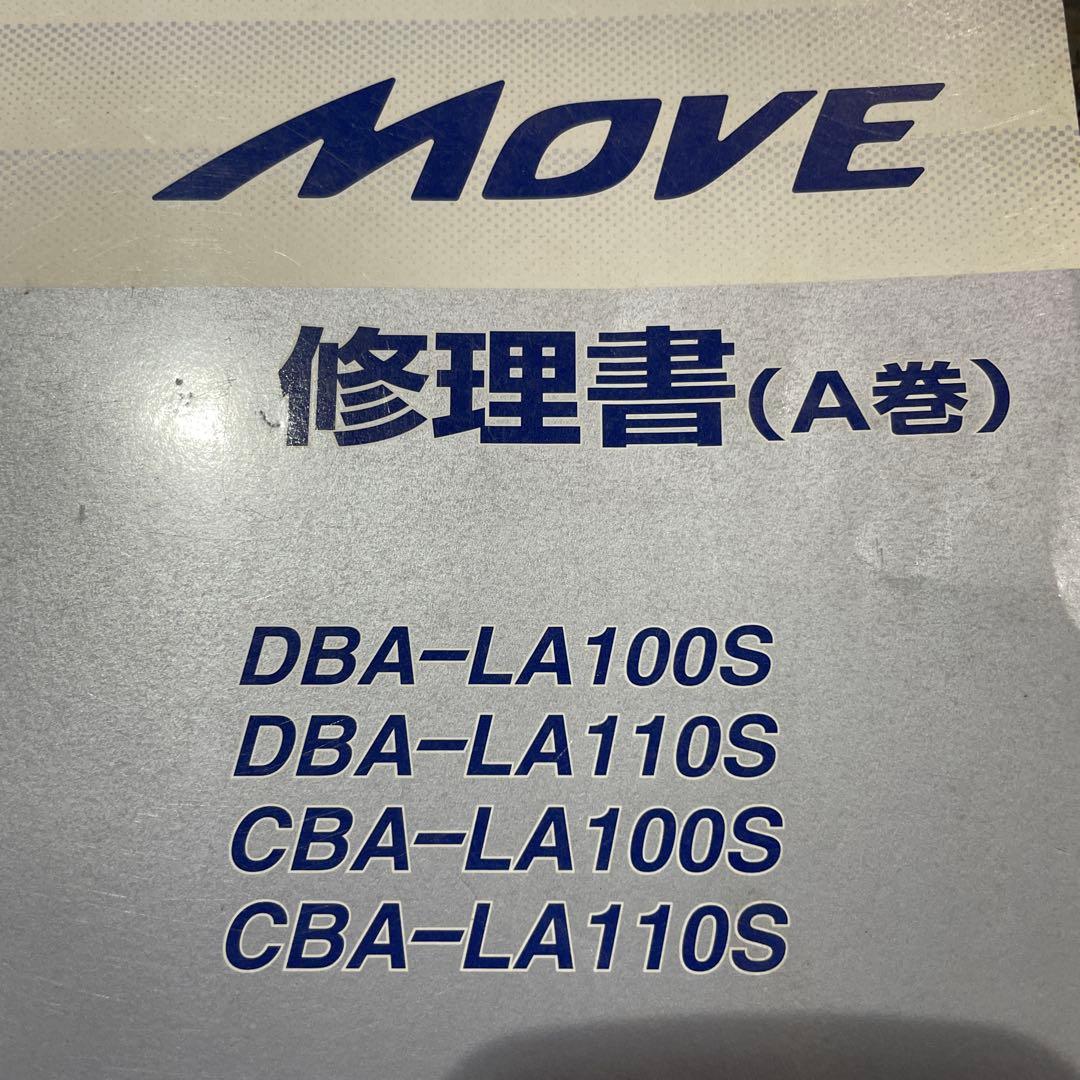 MOVE
修理書(A巻)
DBA-LA100S
DBA-LA110S
CBA-LA100S
CBA-LA110S